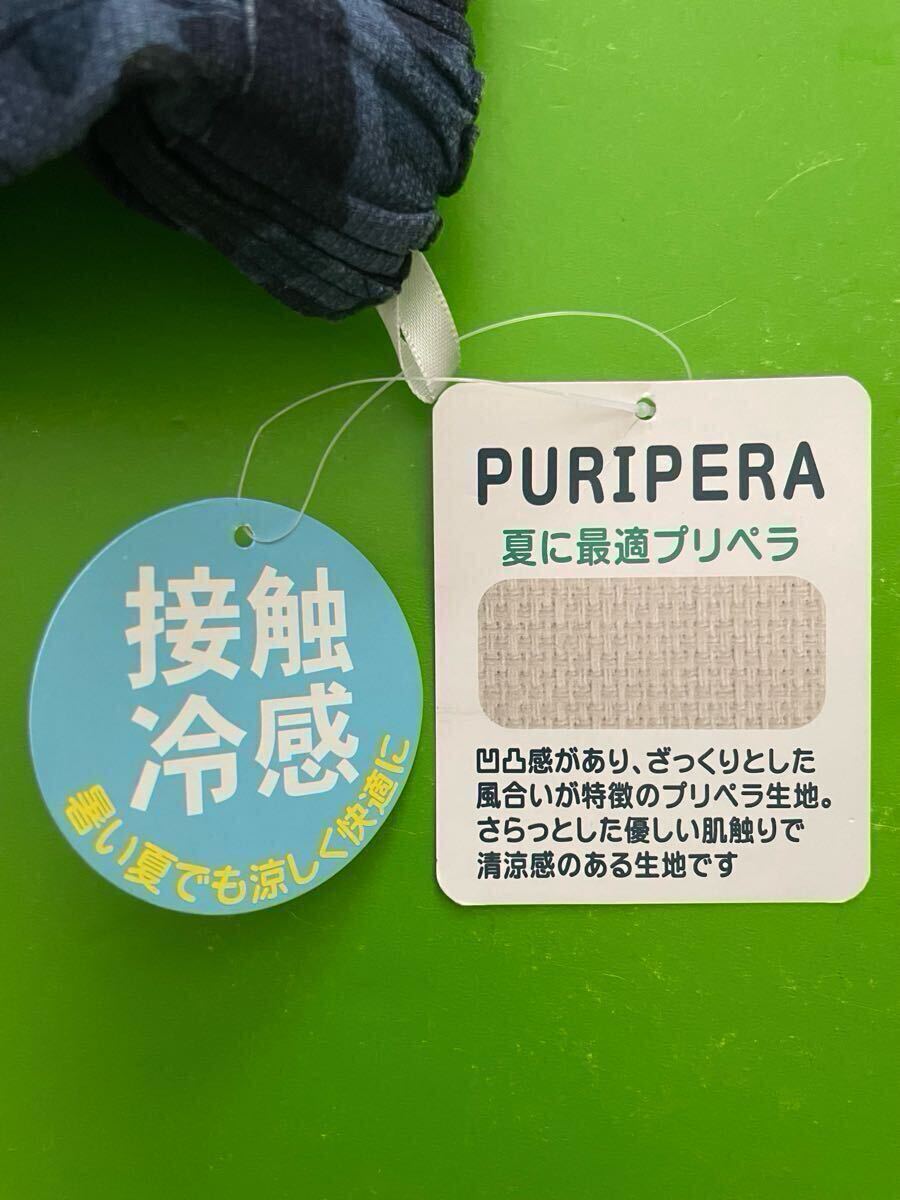 接触
冷感
暑い夏でも涼しく快適に
PURIPERA
夏に最適プリペラ
凹凸感があり、ざっくりとした
風合いが特徴のプリペラ生地。
さらっとした優しい肌触りで
清涼感のある生地です